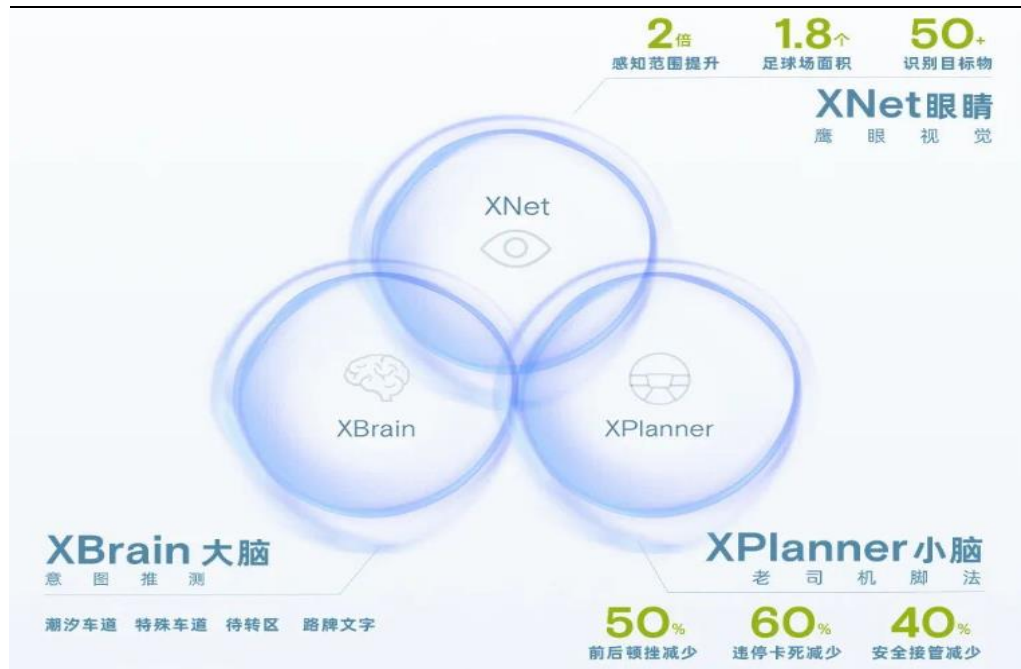 2倍 1.8个 50+
感知范围提升 足球场面积 识别目标物
XNet眼睛
鹰眼视觉
XNet
XBrain
XPlanner
XBrain 大脑
意图推测
潮汐车道 特殊车道 待转区 路牌文字
XPlanner小脑
老司机脚法
50% 60% 40%
前后顿挫减少 违停卡死减少 安全接管减少